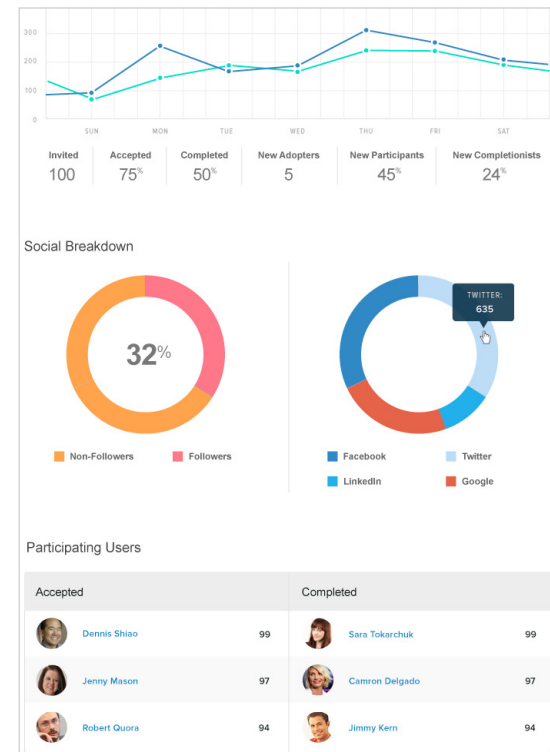 300
200
100
0
SUN MON TUE WED THU FRI SAT
Invited Accepted Completed New Adopters New Participants New Completionists
100 75% 50% 5 45% 24%
Social Breakdown
TWITTER:
635
32%
Non-Followers Followers
Facebook Twitter
LinkedIn Google
Participating Users
Accepted Completed
Dennis Shiao 99 Sara Tokarchuk 99
Jenny Mason 97 Camron Delgado 97
Robert Quora 94 Jimmy Kern 94